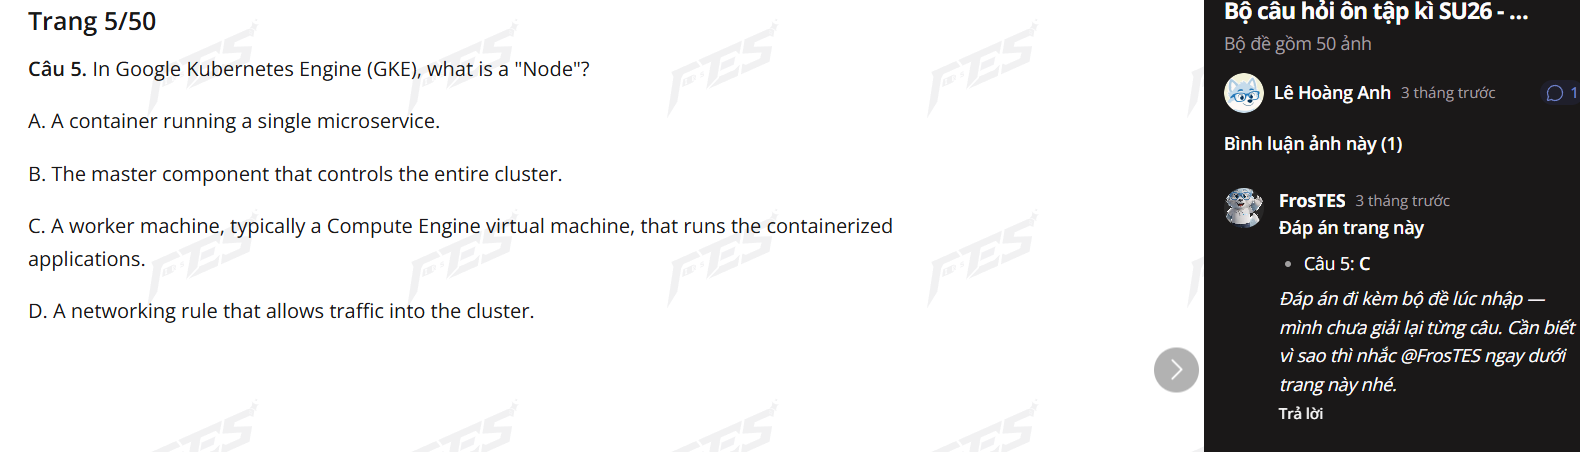 Trang 5/50
Câu 5. In Google Kubernetes Engine (GKE), what is a "Node"?
A. A container running a single microservice.
B. The master component that controls the entire cluster.
C. A worker machine, typically a Compute Engine virtual machine, that runs the containerized
applications.
D. A networking rule that allows traffic into the cluster.
Bộ câu hỏi ôn tập kì SU26 - ...
Bộ đề gồm 50 ảnh
Lê Hoàng Anh 3 tháng trước 1
Bình luận ảnh này (1)
FrosTES 3 tháng trước
Đáp án trang này
• Câu 5: C
Đáp án đi kèm bộ đề lúc nhập —
mình chưa giải lại từng câu. Cần biết
vì sao thì nhắc @FrosTES ngay dưới
trang này nhé.
Trả lời